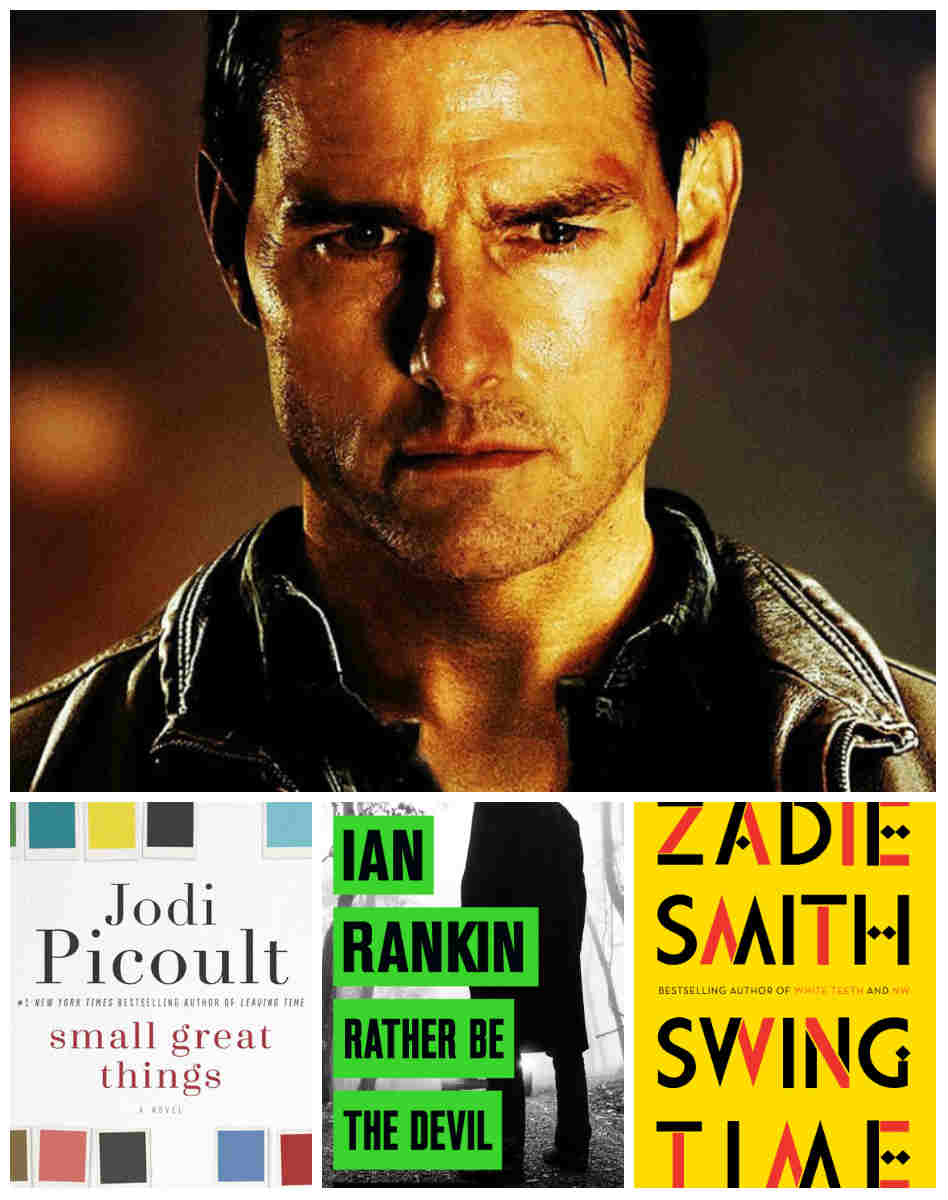 Jodi
Picoult
#1 NEW YORK TIMES BESTSELLING AUTHOR OF LEAVING TIME
small great
things
A NOVEL
IAN
RANKIN
RATHER BE
THE DEVIL
ZADIE
SMITH
BESTSELLING AUTHOR OF WHITE TEETH AND NW
SWING
TIME